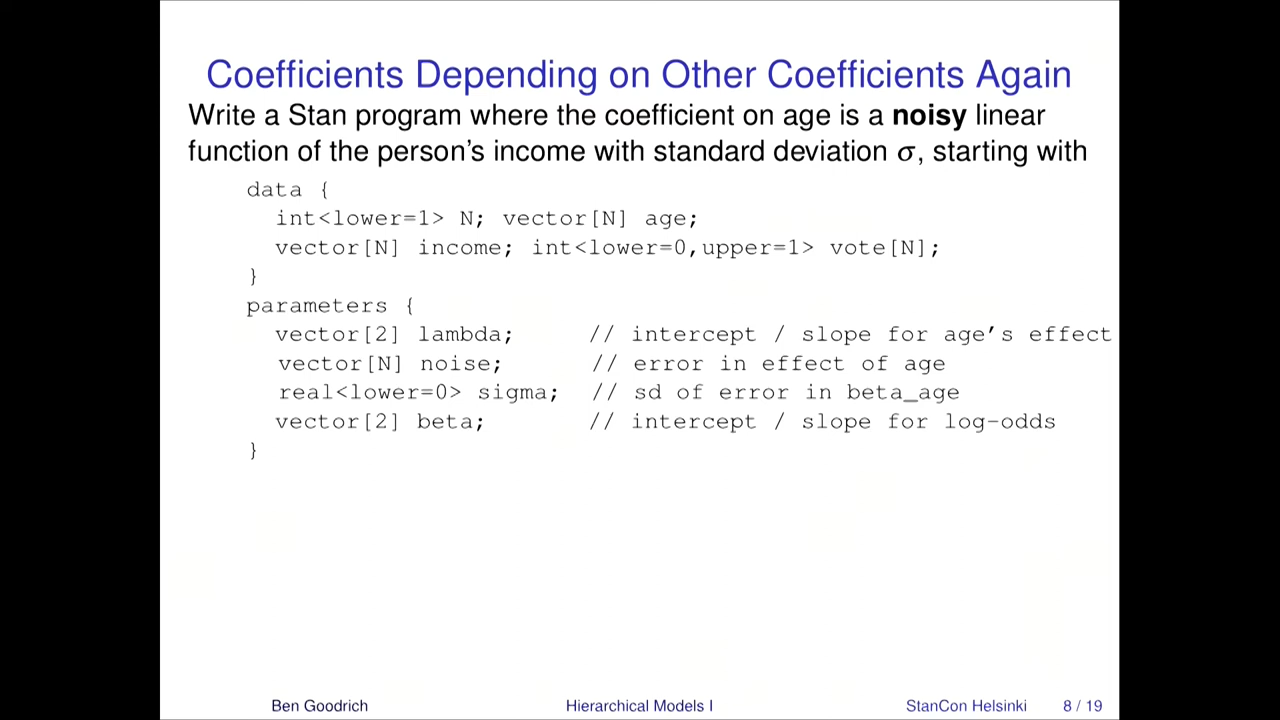 Coefficients Depending on Other Coefficients Again
Write a Stan program where the coefficient on age is a noisy linear
function of the person's income with standard deviation σ, starting with
data {
int<lower=1> N; vector[N] age;
vector[N] income; int<lower=0,upper=1> vote[N];
}
parameters {
vector[2] lambda; // intercept / slope for age's effect
vector[N] noise; // error in effect of age
real<lower=0> sigma; // sd of error in beta_age
vector[2] beta; // intercept / slope for log-odds
}
Ben Goodrich Hierarchical Models I StanCon Helsinki 8 / 19